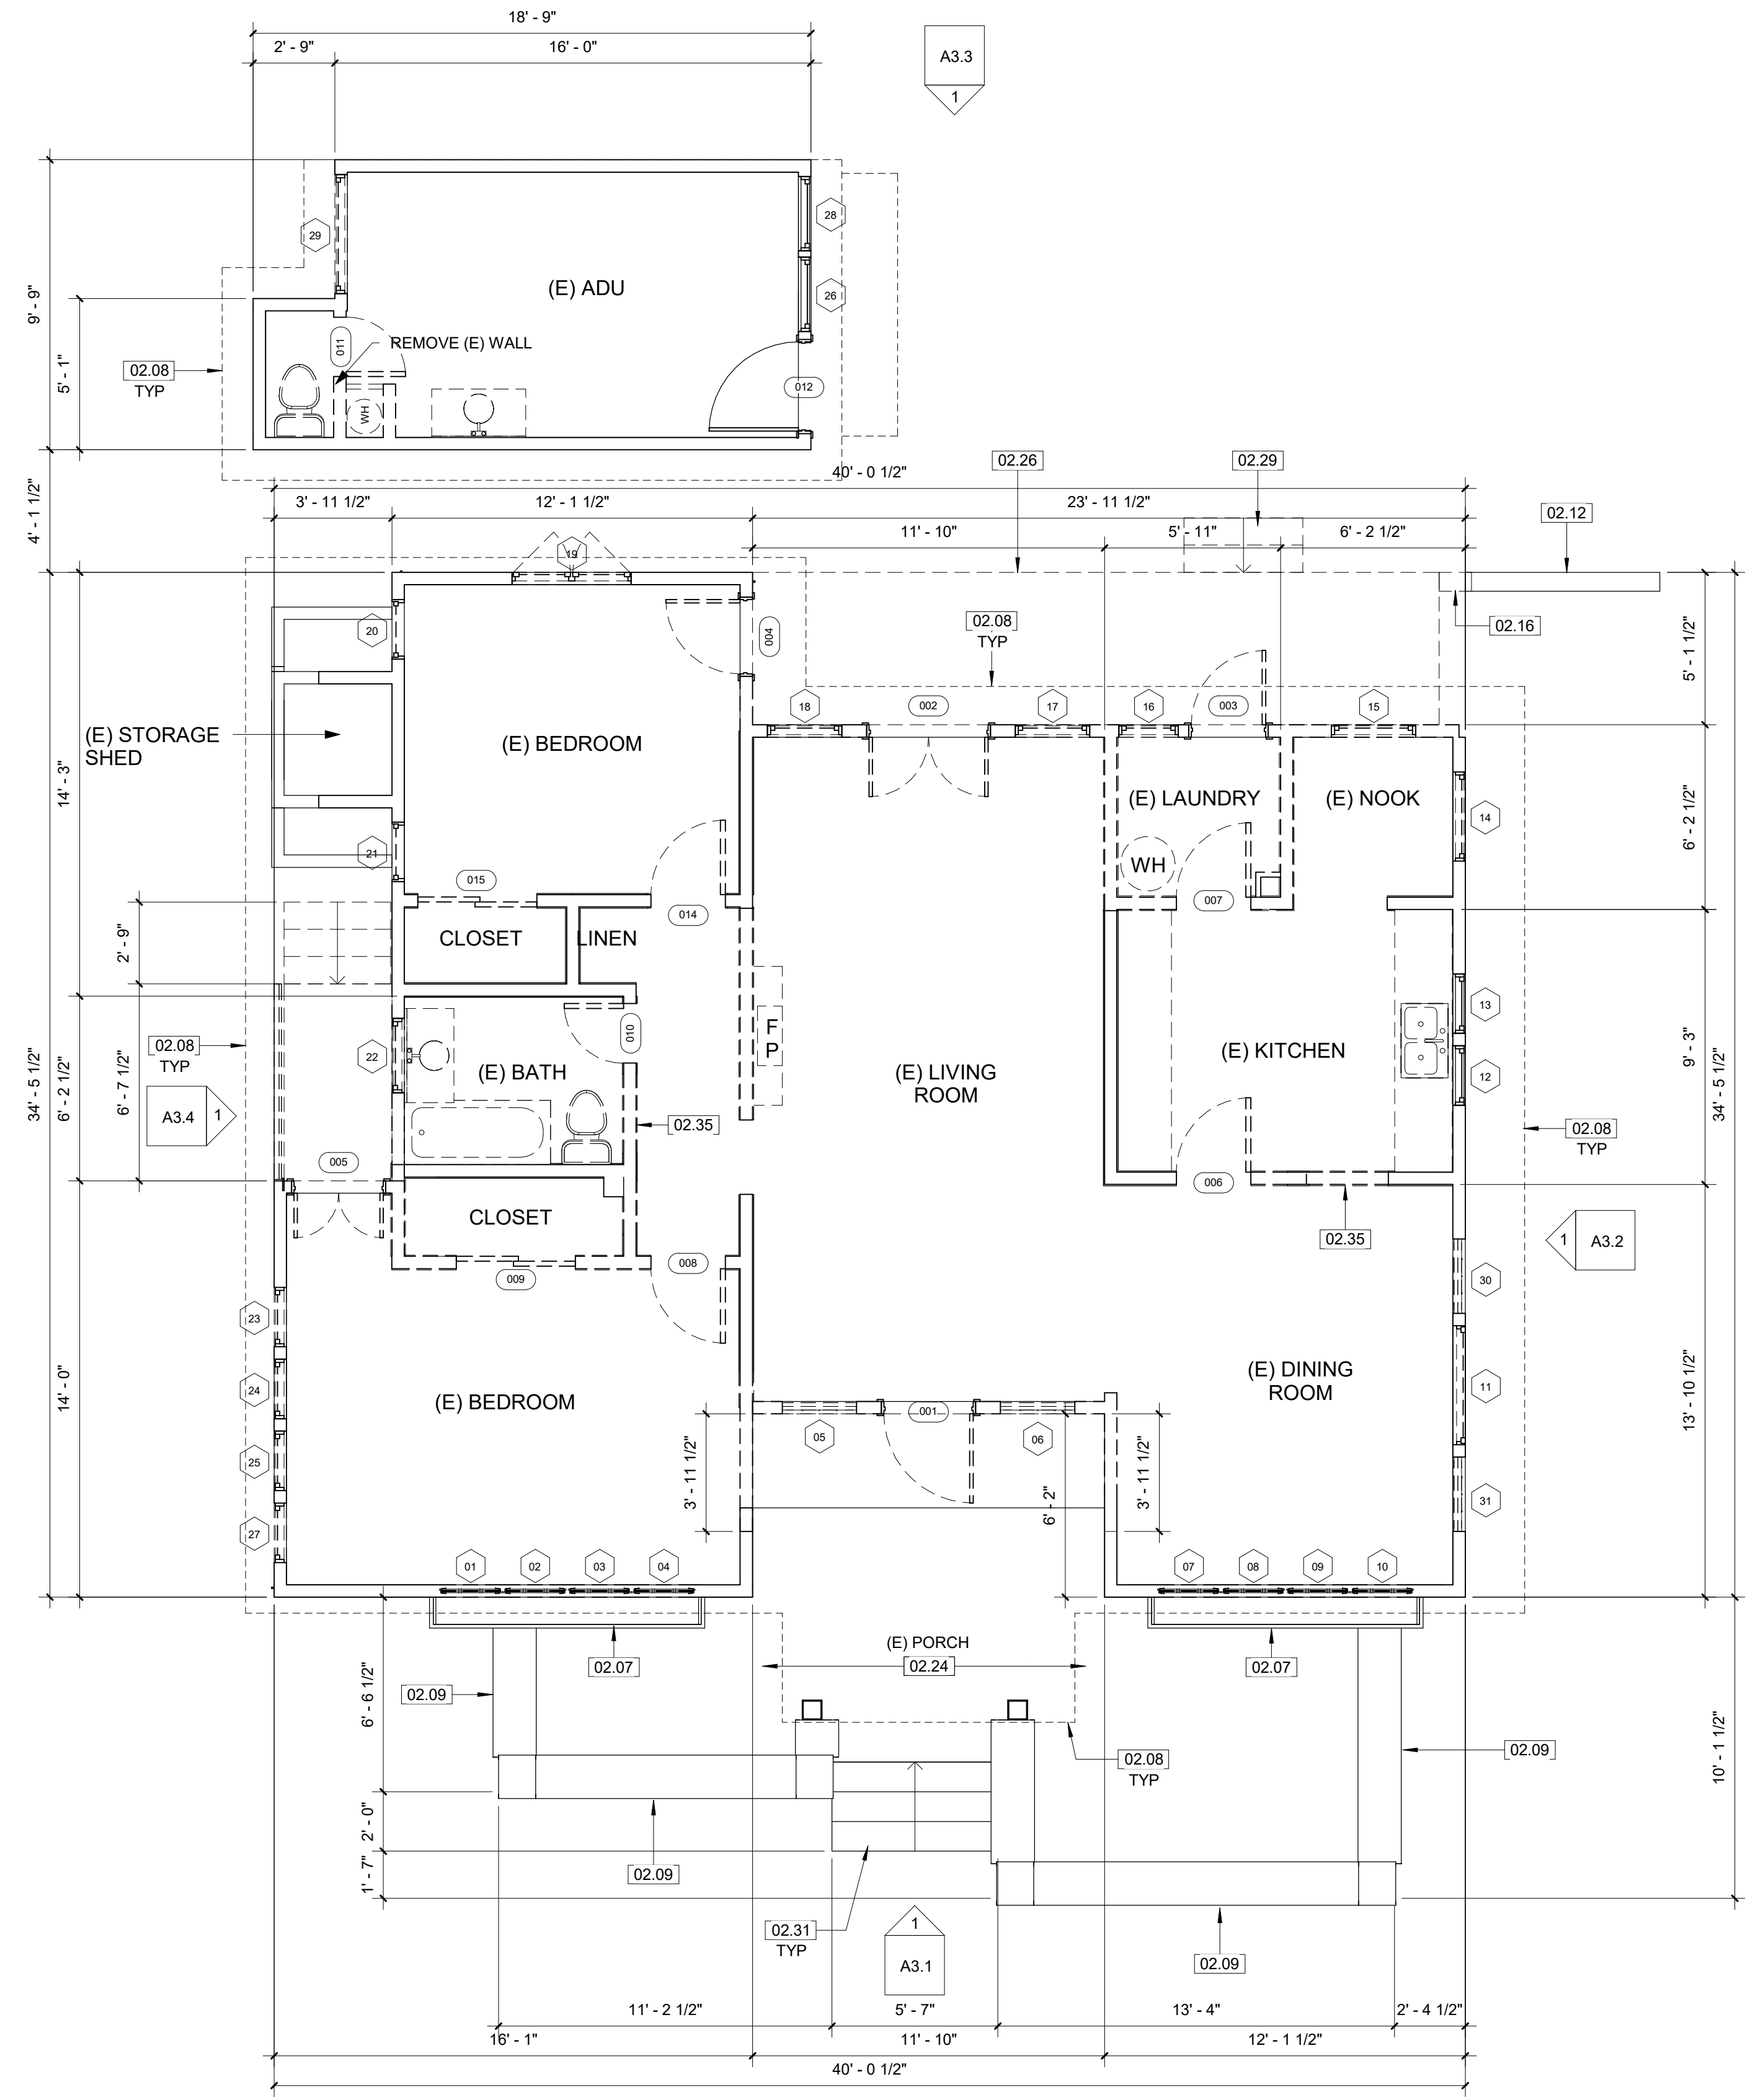 18' - 9"
2' - 9"
16' - 0"
A3.3
1
9' - 9"
5' - 1"
28
29
26
(E) ADU
011
REMOVE (E) WALL
02.08
TYP
012
WH
4' - 1 1/2"
02.26
02.29
40' - 0 1/2"
3' - 11 1/2"
12' - 1 1/2"
23' - 11 1/2"
02.12
11' - 10"
5' - 11"
6' - 2 1/2"
19
02.16
20
004
02.08
TYP
5' - 1 1/2"
18
002
17
16
003
15
(E) STORAGE
SHED
(E) BEDROOM
14' - 3"
(E) LAUNDRY
(E) NOOK
14
6' - 2 1/2"
21
WH
015
014
007
2' - 9"
CLOSET
LINEN
13
F
P
010
02.08
TYP
22
(E) BATH
(E) LIVING
ROOM
(E) KITCHEN
12
9' - 3"
34' - 5 1/2"
6' - 2 1/2"
6' - 7 1/2"
34' - 5 1/2"
A3.4
1
02.35
02.08
TYP
005
006
CLOSET
02.35
1
A3.2
009
008
30
23
24
(E) BEDROOM
(E) DINING
ROOM
11
14' - 0"
13' - 10 1/2"
001
05
06
25
3' - 11 1/2"
6' - 2"
3' - 11 1/2"
31
27
01
02
03
04
07
08
09
10
(E) PORCH
02.24
02.07
02.07
02.09
6' - 6 1/2"
02.08
TYP
02.09
10' - 1 1/2"
2' - 0"
1' - 7"
02.09
02.31
TYP
1
A3.1
02.09
11' - 2 1/2"
5' - 7"
13' - 4"
2' - 4 1/2"
16' - 1"
11' - 10"
12' - 1 1/2"
40' - 0 1/2"